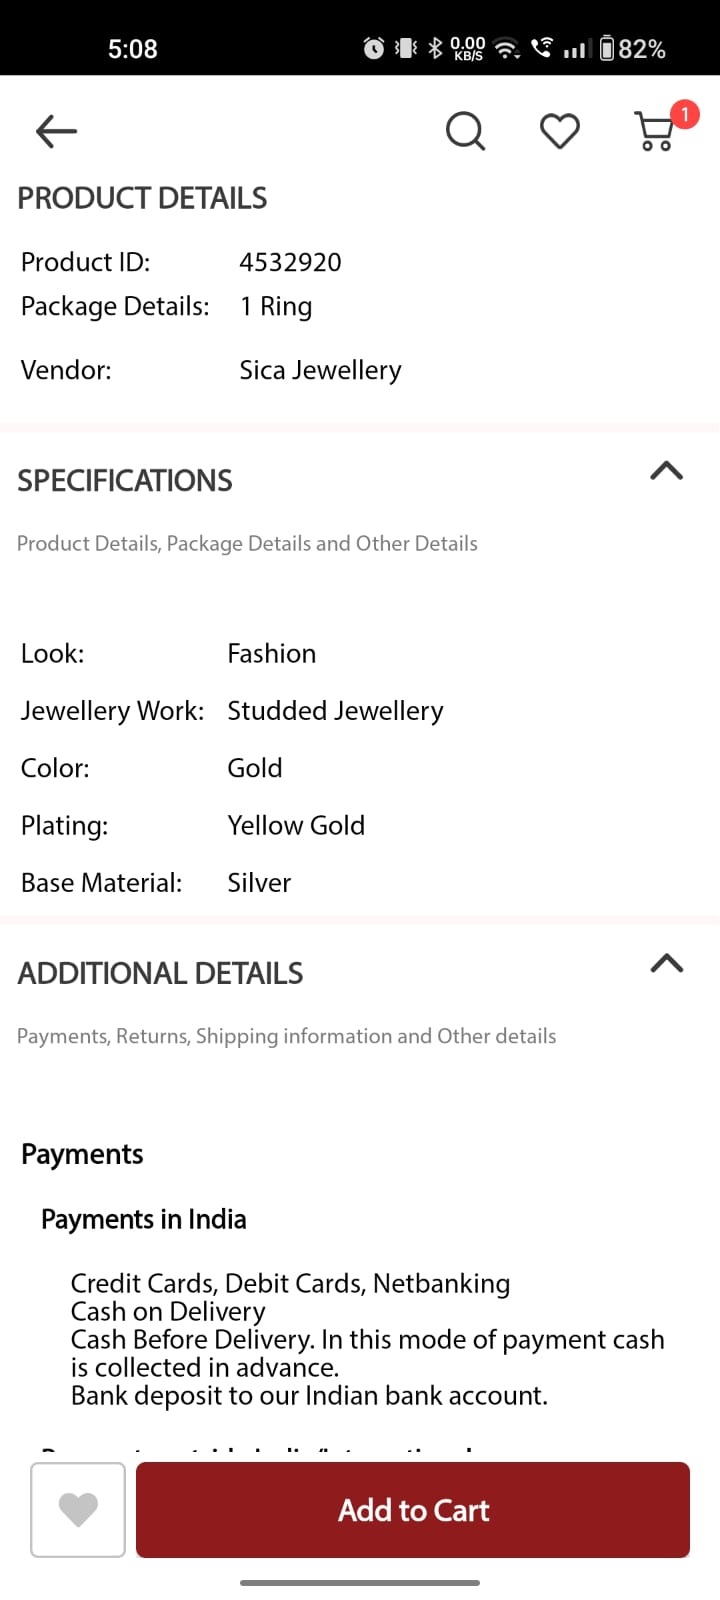 5:08
0.00
KB/S
82%
1
PRODUCT DETAILS
Product ID: 4532920
Package Details: 1 Ring
Vendor: Sica Jewellery
SPECIFICATIONS
Product Details, Package Details and Other Details
Look: Fashion
Jewellery Work: Studded Jewellery
Color: Gold
Plating: Yellow Gold
Base Material: Silver
ADDITIONAL DETAILS
Payments, Returns, Shipping information and Other details
Payments
Payments in India
Credit Cards, Debit Cards, Netbanking
Cash on Delivery
Cash Before Delivery. In this mode of payment cash
is collected in advance.
Bank deposit to our Indian bank account.
Add to Cart